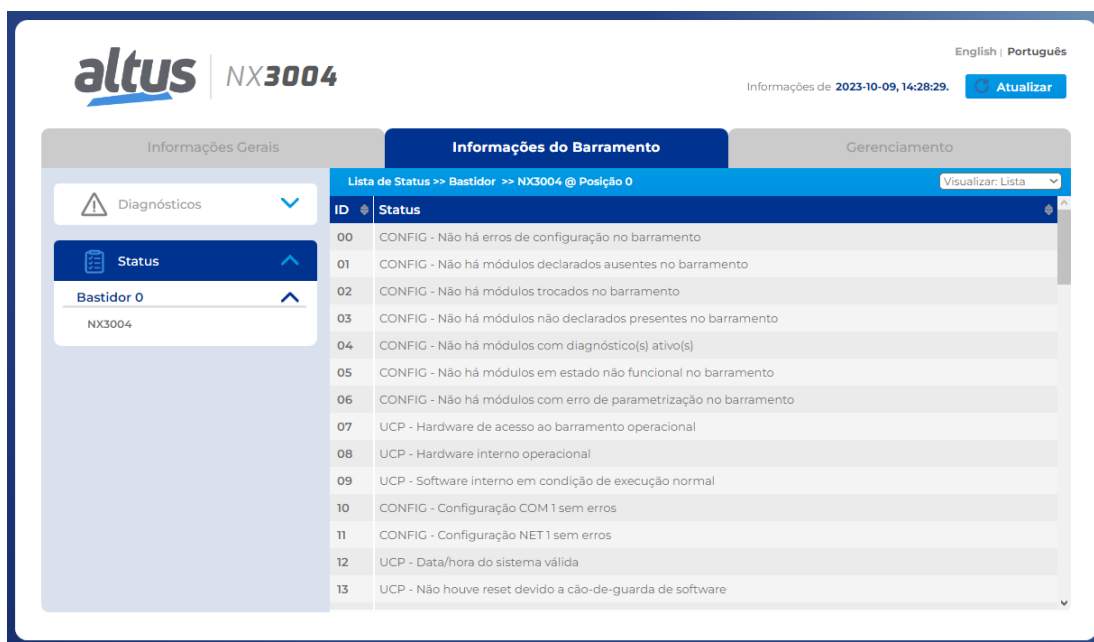 altus NX3004
English | Português
Informações de 2023-10-09, 14:28:29. Atualizar
Informações Gerais Informações do Barramento Gerenciamento
Diagnósticos
Status
Bastidor 0
NX3004
Lista de Status >> Bastidor >> NX3004 @ Posição 0 Visualizar: Lista
ID Status
00 CONFIG - Não há erros de configuração no barramento
01 CONFIG - Não há módulos declarados ausentes no barramento
02 CONFIG - Não há módulos trocados no barramento
03 CONFIG - Não há módulos não declarados presentes no barramento
04 CONFIG - Não há módulos com diagnóstico(s) ativo(s)
05 CONFIG - Não há módulos em estado não funcional no barramento
06 CONFIG - Não há módulos com erro de parametrização no barramento
07 UCP - Hardware de acesso ao barramento operacional
08 UCP - Hardware interno operacional
09 UCP - Software interno em condição de execução normal
10 CONFIG - Configuração COM 1 sem erros
11 CONFIG - Configuração NET 1 sem erros
12 UCP - Data/hora do sistema válida
13 UCP - Não houve reset devido a cão-de-guarda de software